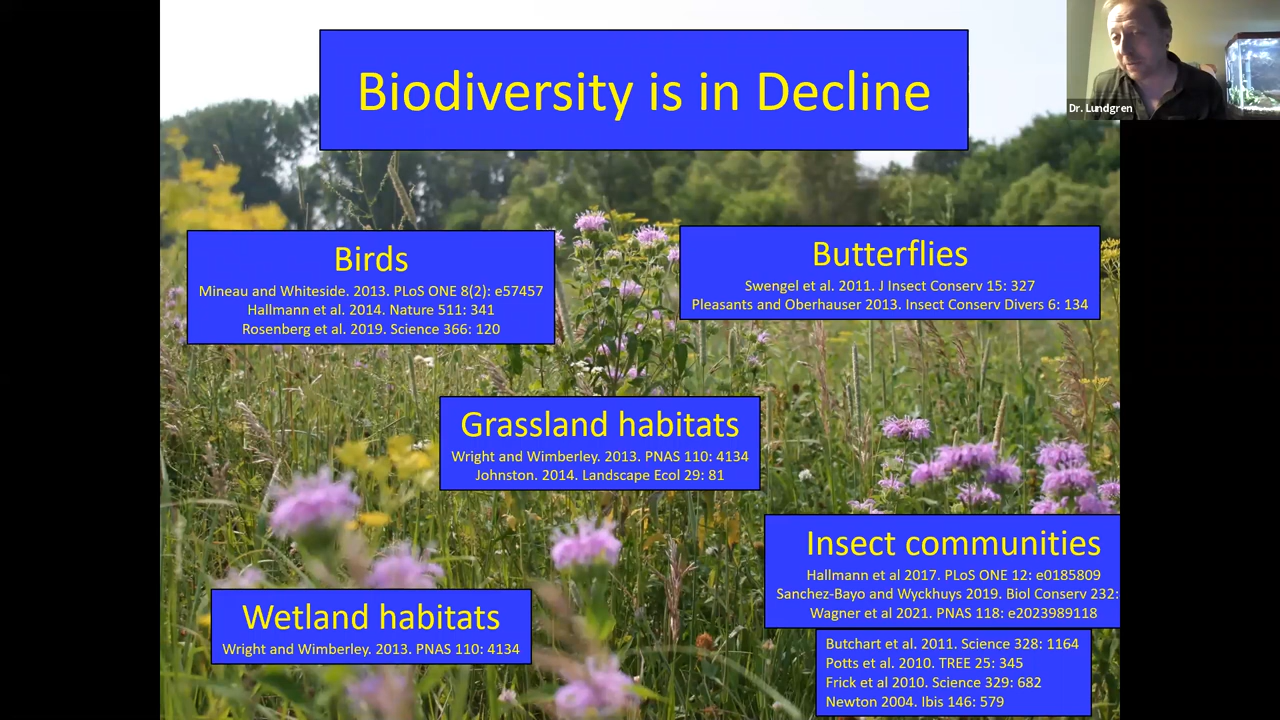 Biodiversity is in Decline
Dr. Lundgren
Birds
Mineau and Whiteside. 2013. PLoS ONE 8(2): e57457
Hallmann et al. 2014. Nature 511: 341
Rosenberg et al. 2019. Science 366: 120
Butterflies
Swengel et al. 2011. J Insect Conserv 15: 327
Pleasants and Oberhauser 2013. Insect Conserv Divers 6: 134
Grassland habitats
Wright and Wimberley. 2013. PNAS 110: 4134
Johnston. 2014. Landscape Ecol 29: 81
Insect communities
Hallmann et al 2017. PLoS ONE 12: e0185809
Sanchez-Bayo and Wyckhuys 2019. Biol Conserv 232:
Wagner et al 2021. PNAS 118: e2023989118
Wetland habitats
Wright and Wimberley. 2013. PNAS 110: 4134
Butchart et al. 2011. Science 328: 1164
Potts et al. 2010. TREE 25: 345
Frick et al 2010. Science 329: 682
Newton 2004. Ibis 146: 579